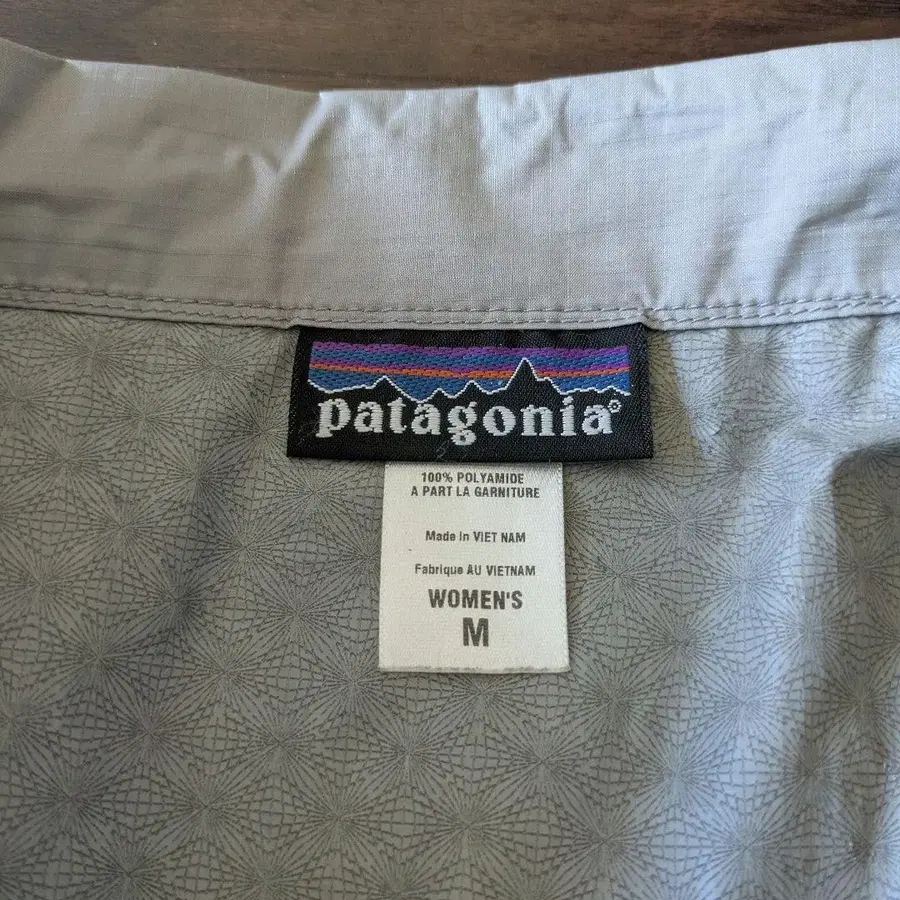 patagonia®
100% POLYAMIDE
A PART LA GARNITURE
Made in VIET NAM
Fabrique AU VIETNAM
WOMEN'S
M